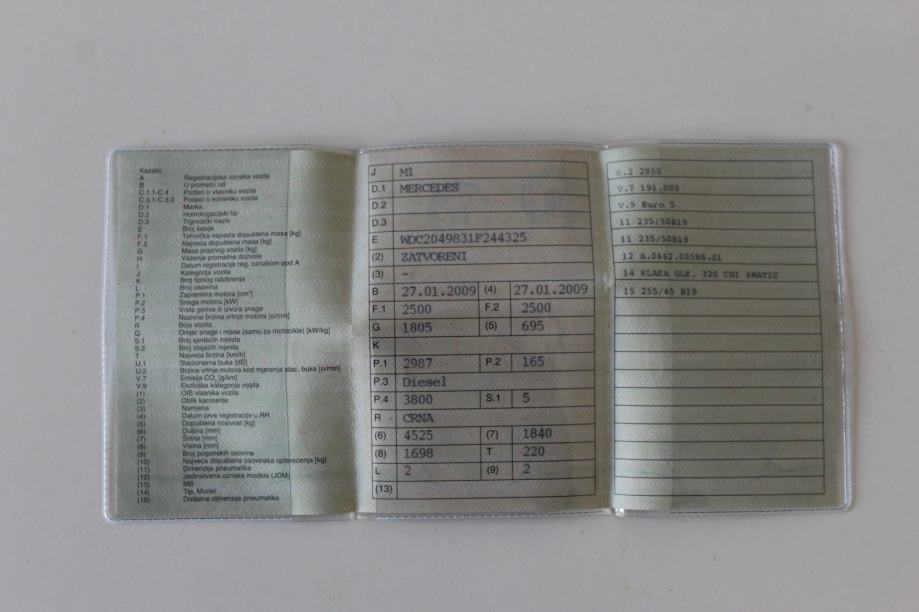 Kazalo:
A Registracijska oznaka vozila
B U prometu od
C.1.1-C.4 Podaci o vlasniku vozila
C.3.1-C.3.3 Podaci o korisniku vozila
D.1 Marka
D.2 Homologacijski tip
D.3 Trgovački naziv
E Broj šasije
F.1 Tehnička najveća dopuštena masa [kg]
F.2 Najveća dopuštena masa [kg]
G Masa praznog vozila [kg]
H Važenje prometne dozvole
I Datum registracije reg. oznakom pod A
J Kategorija vozila
K Broj tipnog odobrenja
L Broj osovina
P.1 Zapremina motora [cm³]
P.2 Snaga motora [kW]
P.3 Vrsta goriva ili izvora snage
P.4 Nazivna brzina vrtnje motora [o/min]
R Boja vozila
Q Omjer snage i mase (samo za motocikle) [kW/kg]
S.1 Broj sjedećih mjesta
S.2 Broj stajaćih mjesta
T Najveća brzina [km/h]
U.1 Stacionarna buka [dB]
U.2 Brzina vrtnje motora kod mjerenja stac. buke [o/min]
V.7 Emisija CO₂ [g/km]
V.9 Ekološka kategorija vozila
(1) OIB vlasnika vozila
(2) Oblik karoserije
(3) Namjena
(4) Datum prve registracije u RH
(5) Dopuštena nosivost [kg]
(6) Duljina [mm]
(7) Širina [mm]
(8) Visina [mm]
(9) Broj pogonskih osovina
(10) Najveća dopuštena osovinska opterećenja [kg]
(11) Dimenzije pneumatika
(12) Jedinstvena oznaka modela (JOM)
(13) MB
(14) Tip, Model
(15) Dodatne dimenzije pneumatika
J M1
D.1 MERCEDES
D.2
D.3 -
E WDC2049831F244325
(2) ZATVORENI
(3) -
B 27.01.2009 (4) 27.01.2009
F.1 2500 F.2 2500
G 1805 (5) 695
K
P.1 2987 P.2 165
P.3 Diesel
P.4 3800 S.1 5
R CRNA
(6) 4525 (7) 1840
(8) 1698 T 220
L 2 (9) 2
(13)
U.2 2850
V.7 191,000
V.9 Euro 5
11 235/50R19
11 235/50R19
12 A.0442.00588.01
14 KLASA GLK, 320 CDI 4MATIC
15 255/45 R19